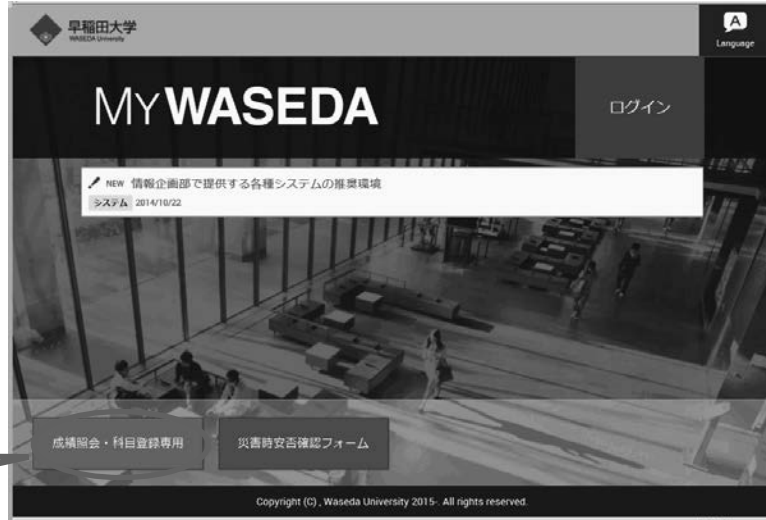 早稲田大学
WASEDA University
A
Language
MYWASEDA
ログイン
NEW 情報企画部で提供する各種システムの推奨環境
システム 2014/10/22
成績照会・科目登録専用
災害時安否確認フォーム
Copyright (C) , Waseda University 2015-. All rights reserved.